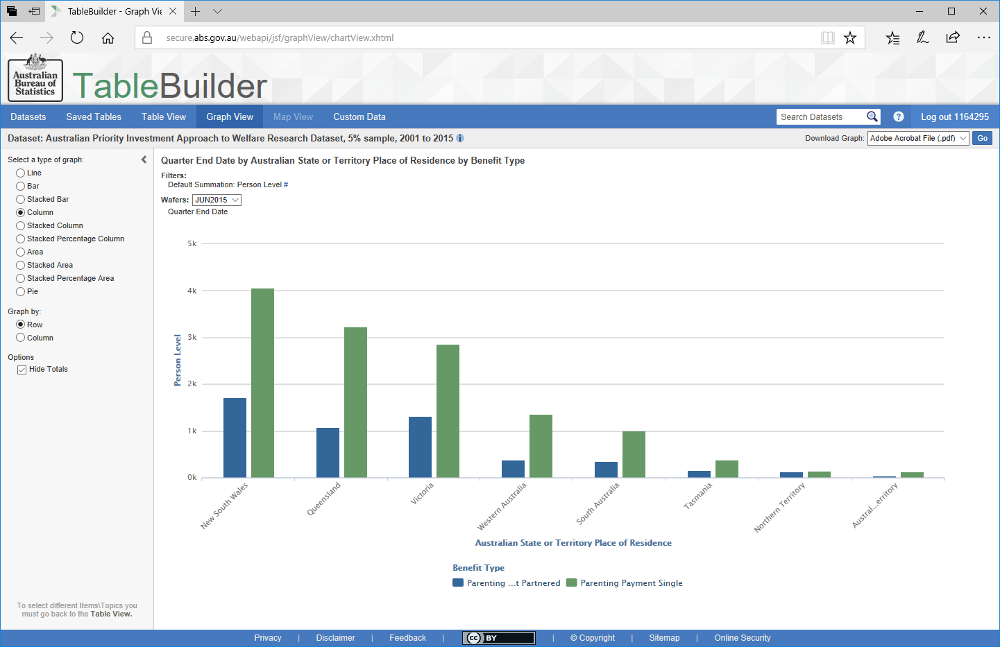 TableBuilder - Graph Vie
secure.abs.gov.au/webapi/jsf/graphView/chartView.xhtml
Australian
Bureau of
Statistics
TableBuilder
Datasets Saved Tables Table View Graph View Map View Custom Data Search Datasets ? Log out 1164295
Dataset: Australian Priority Investment Approach to Welfare Research Dataset, 5% sample, 2001 to 2015 i Download Graph: Adobe Acrobat File (.pdf) Go
Select a type of graph:
Line
Bar
Stacked Bar
Column
Stacked Column
Stacked Percentage Column
Area
Stacked Area
Stacked Percentage Area
Pie
Graph by:
Row
Column
Options
Hide Totals
To select different Items\Topics you
must go back to the Table View.
Quarter End Date by Australian State or Territory Place of Residence by Benefit Type
Filters:
Default Summation: Person Level #
Wafers: JUN2015
Quarter End Date
5k
4k
3k
2k
1k
0k
Person Level
New South Wales
Queensland
Victoria
Western Australia
South Australia
Tasmania
Northern Territory
Austral...erritory
Australian State or Territory Place of Residence
Benefit Type
Parenting ...t Partnered Parenting Payment Single
Privacy | Disclaimer | Feedback | cc BY | © Copyright | Sitemap | Online Security